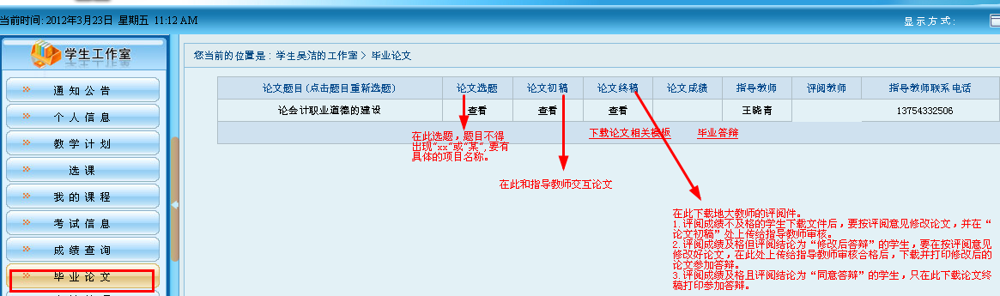 当前时间: 2012年3月23日 星期五 11:12 AM
显示方式:
学生工作室
通知公告
个人信息
教学计划
选课
我的课程
考试信息
成绩查询
毕业论文
您当前的位置是: 学生吴洁的工作室 > 毕业论文
论文题目(点击题目重新选题) 论文选题 论文初稿 论文终稿 论文成绩 指导教师 评阅教师 指导教师联系电话
论会计职业道德的建设 查看 查看 查看 王晓青 13754332506
下载论文相关模板 毕业答辩
在此选题,题目不得
出现"xx"或"某",要有
具体的项目名称。
在此和指导教师交互论文
在此下载地大教师的评阅件。
1.评阅成绩不及格的学生下载文件后,要按评阅意见修改论文,并在“
论文初稿”处上传给指导教师审核。
2.评阅成绩及格但评阅结论为“修改后答辩”的学生,要在按评阅意见
修改好论文,在此处上传给指导教师审核合格后,下载并打印修改后的
论文参加答辩。
3.评阅成绩及格且评阅结论为“同意答辩”的学生,只在此下载论文终
稿打印参加答辩。